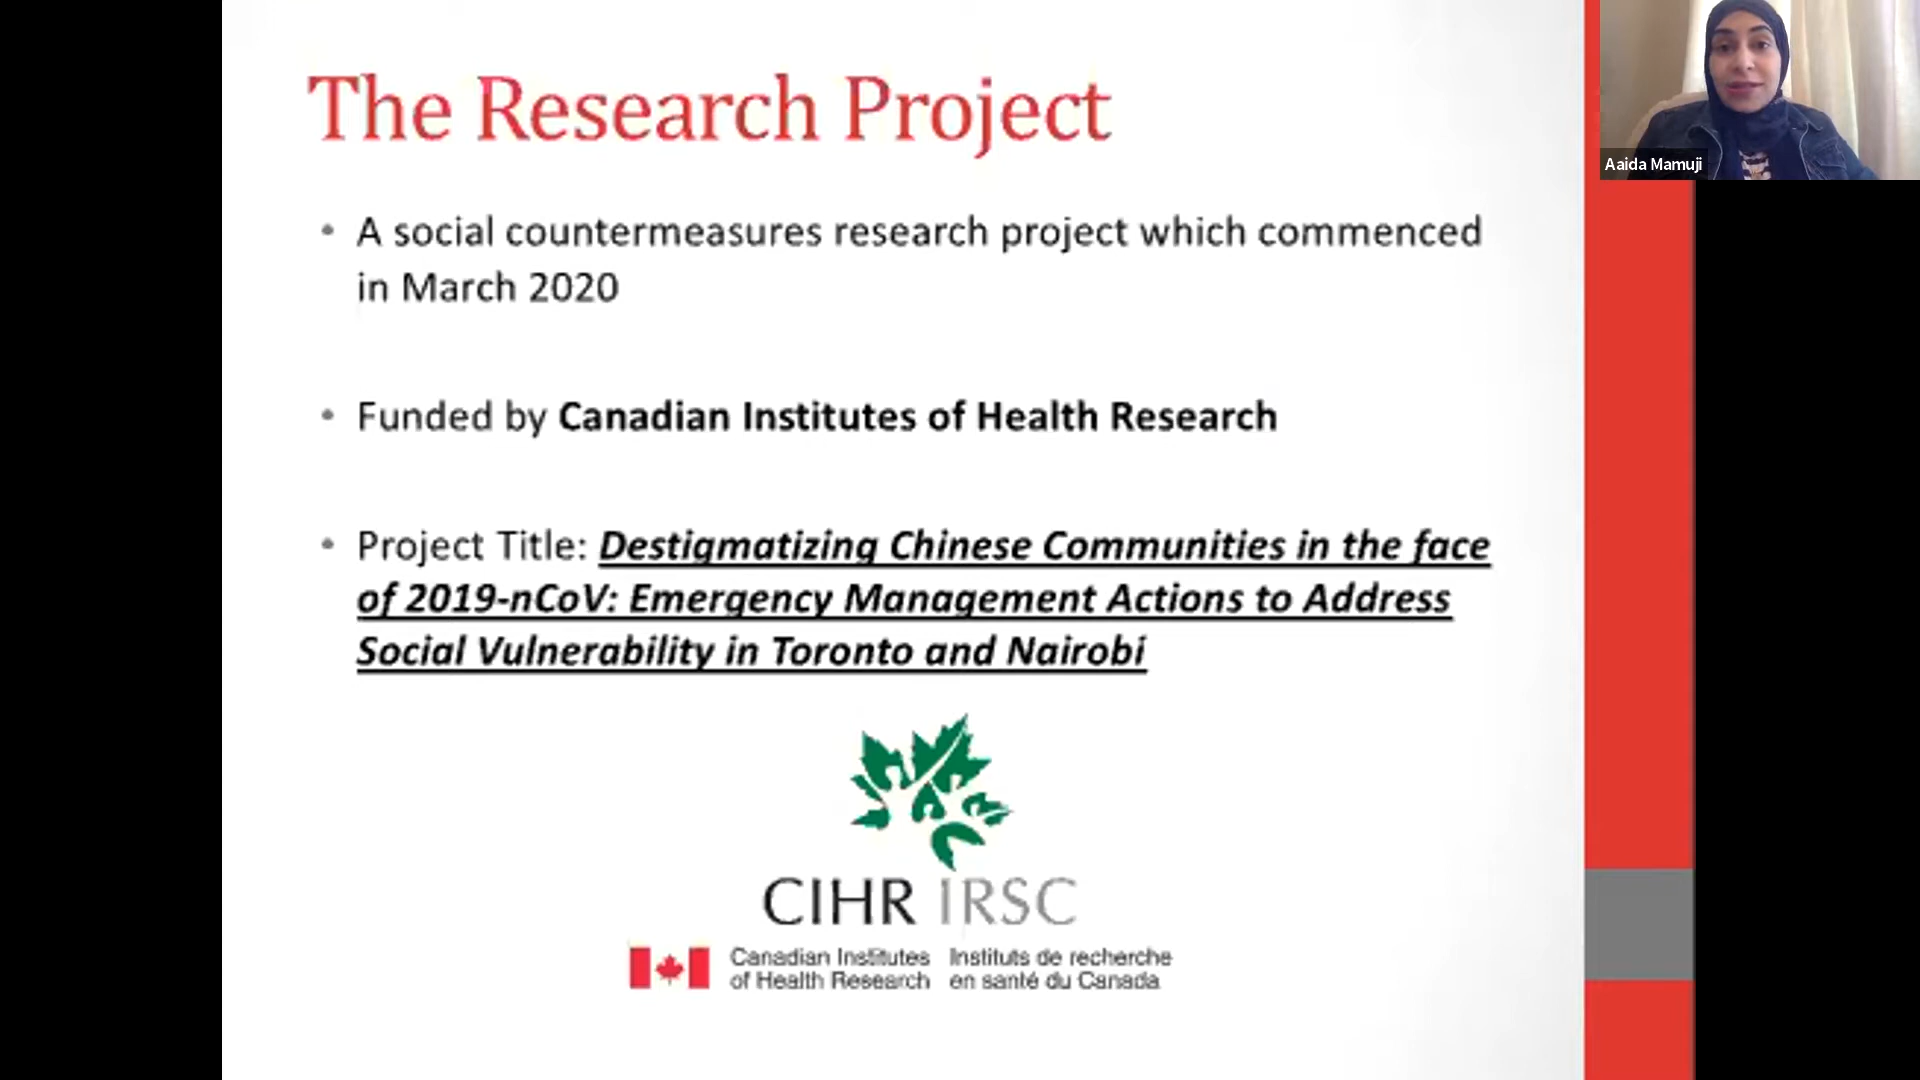 The Research Project
• A social countermeasures research project which commenced
in March 2020
• Funded by Canadian Institutes of Health Research
• Project Title: Destigmatizing Chinese Communities in the face
of 2019-nCoV: Emergency Management Actions to Address
Social Vulnerability in Toronto and Nairobi
CIHR IRSC
Canadian Institutes
of Health Research
Instituts de recherche
en santé du Canada
Aaida Mamuji